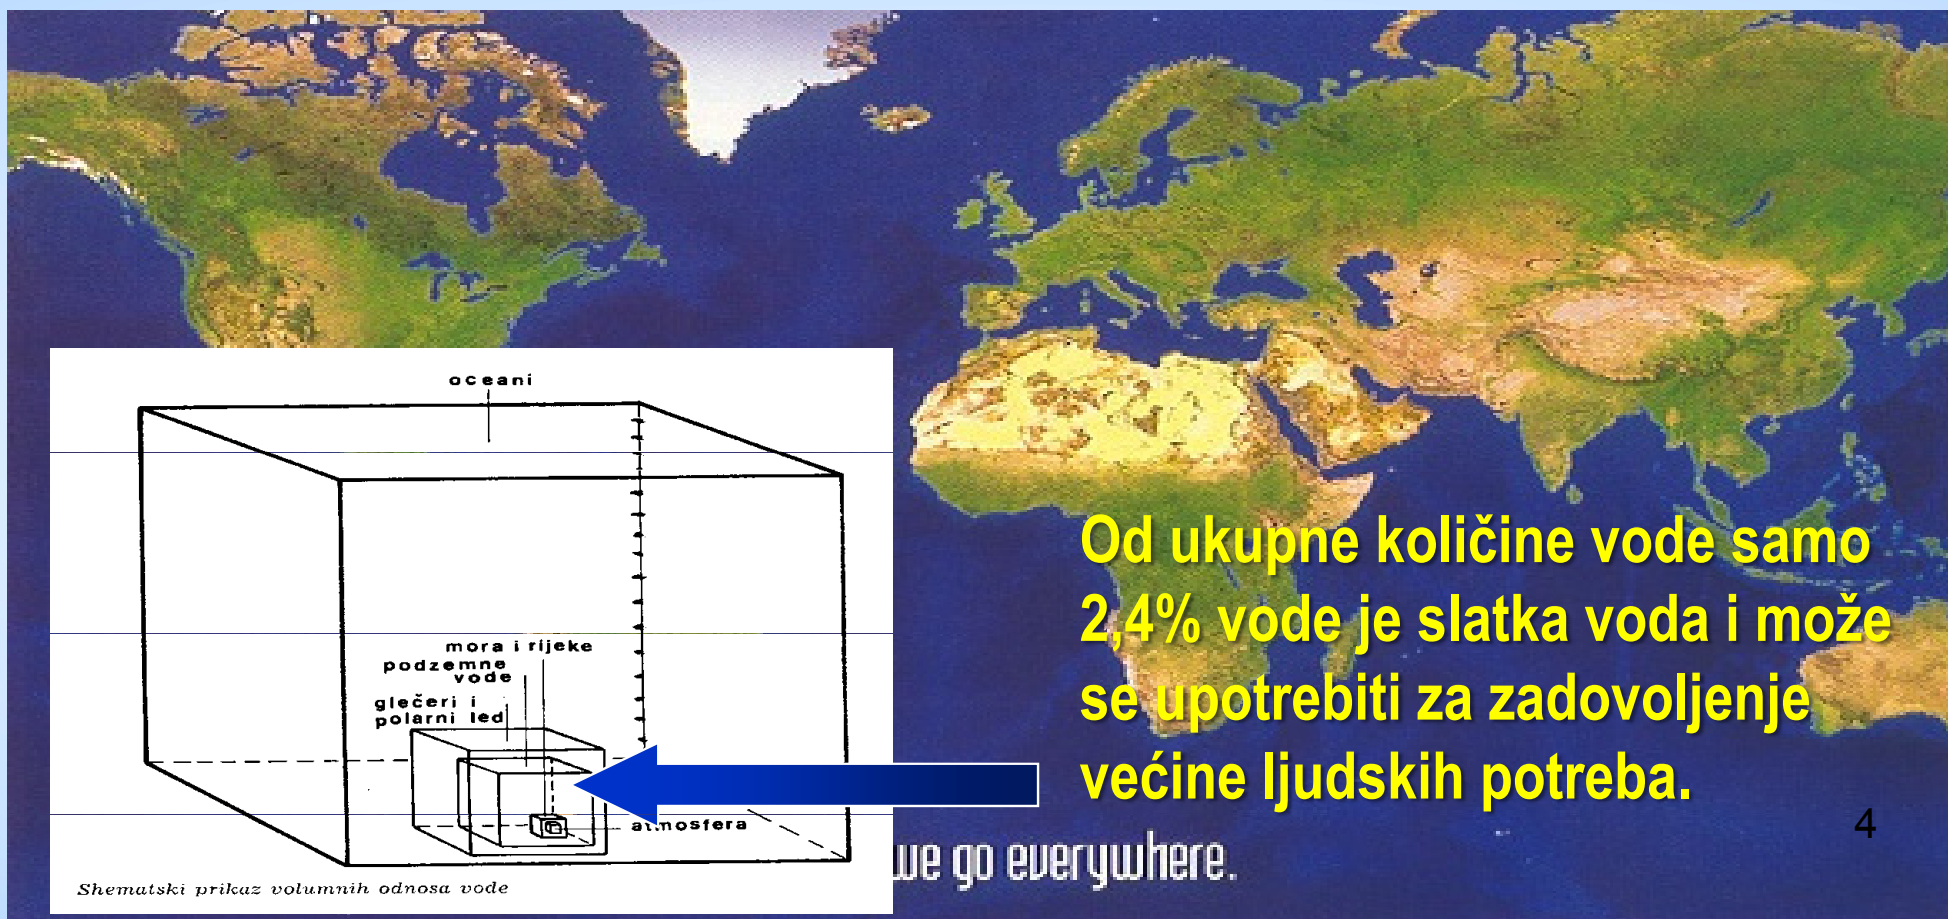 oceani
mora i rijeke
podzemne
vode
glečeri i
polarni led
atmosfera
Shematski prikaz volumnih odnosa vode
Od ukupne količine vode samo
2,4% vode je slatka voda i može
se upotrebiti za zadovoljenje
većine ljudskih potreba.
4
we go everywhere.